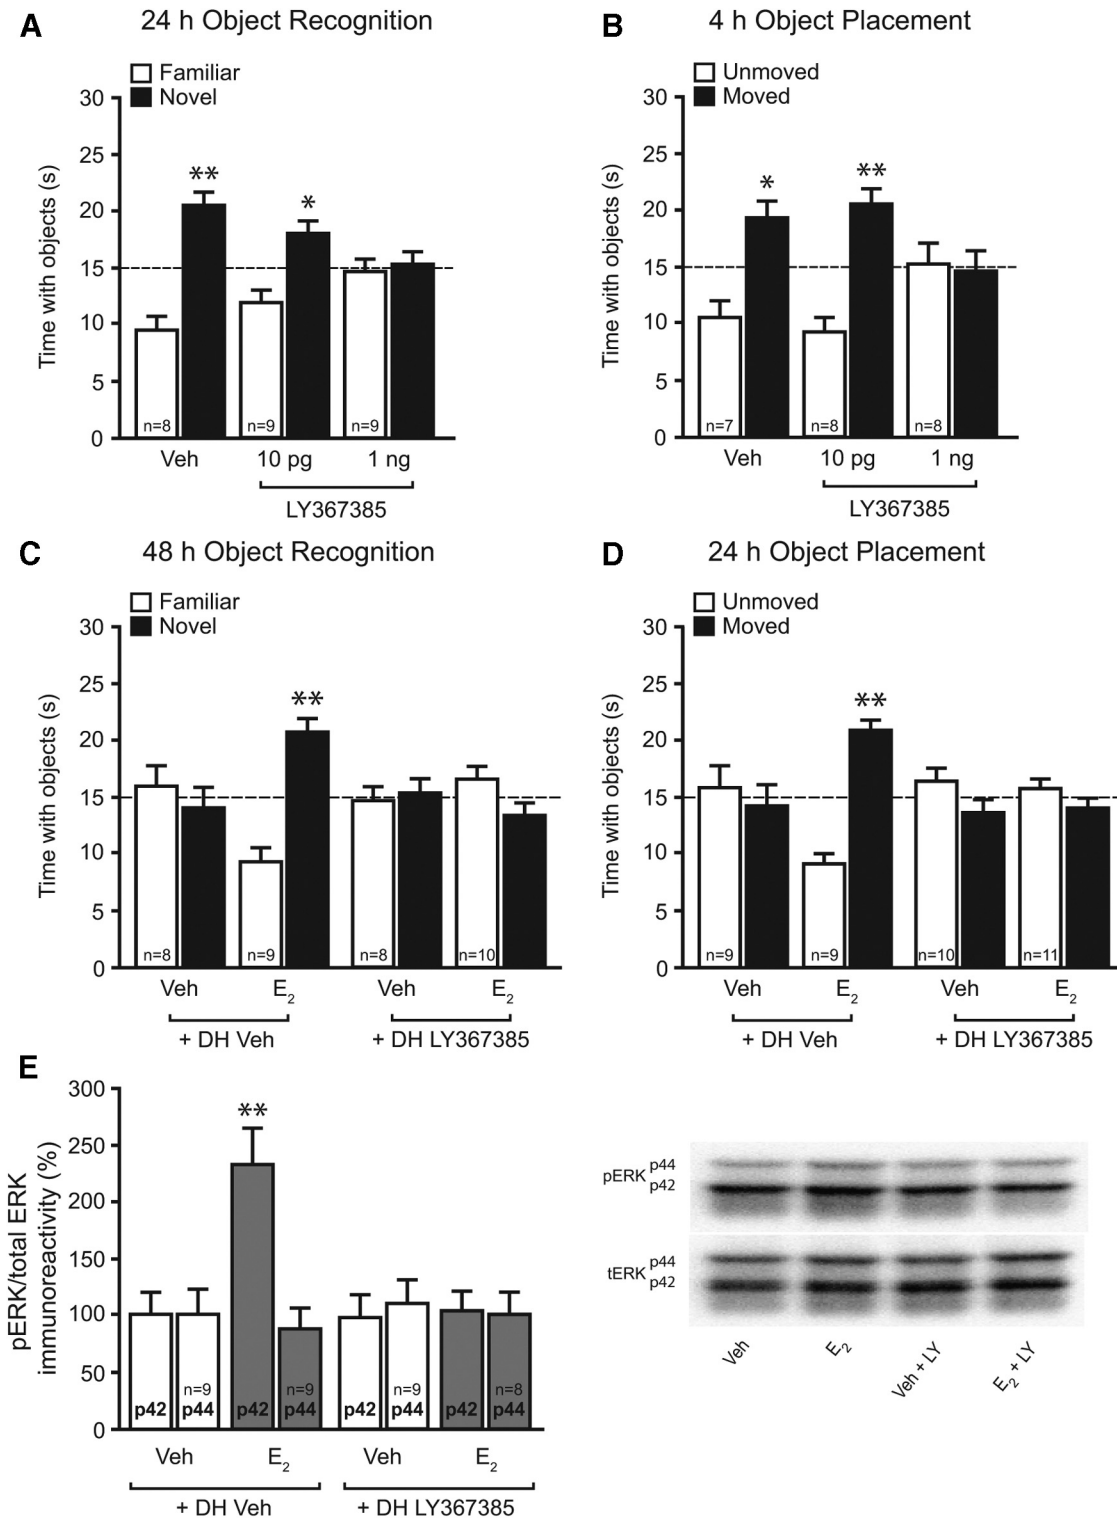 A
24 h Object Recognition
Familiar
Novel
30
25
20
15
10
5
0
Time with objects (s)
**
*
n=8
n=9
n=9
Veh
10 pg
1 ng
LY367385
B
4 h Object Placement
Unmoved
Moved
30
25
20
15
10
5
0
Time with objects (s)
*
**
n=7
n=8
n=8
Veh
10 pg
1 ng
LY367385
C
48 h Object Recognition
Familiar
Novel
30
25
20
15
10
5
0
Time with objects (s)
**
n=8
n=9
n=8
n=10
Veh
E2
Veh
E2
+ DH Veh
+ DH LY367385
D
24 h Object Placement
Unmoved
Moved
30
25
20
15
10
5
0
Time with objects (s)
**
n=9
n=9
n=10
n=11
Veh
E2
Veh
E2
+ DH Veh
+ DH LY367385
E
300
250
200
150
100
50
0
pERK/total ERK
immunoreactivity (%)
**
n=9
n=9
n=9
n=8
p42 p44 p42 p44 p42 p44 p42 p44
Veh
E2
Veh
E2
+ DH Veh
+ DH LY367385
pERK p44
p42
tERK p44
p42
Veh
E2
Veh + LY
E2 + LY